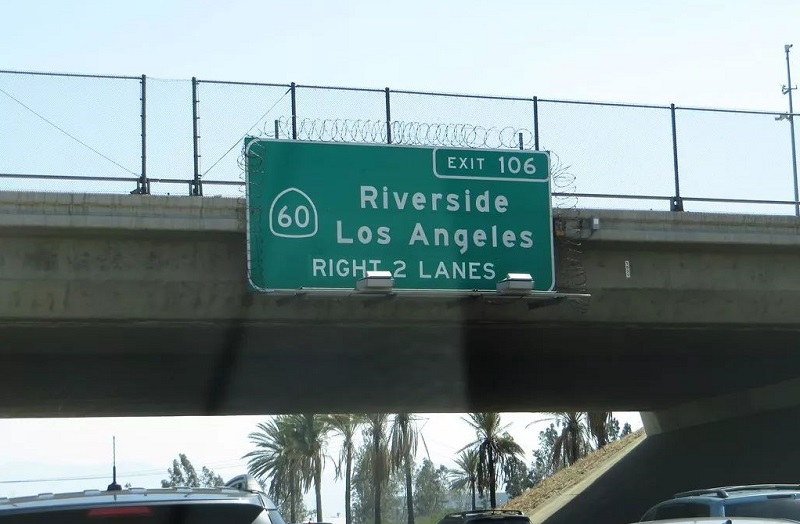 EXIT 106
60
Riverside
Los Angeles
RIGHT 2 LANES